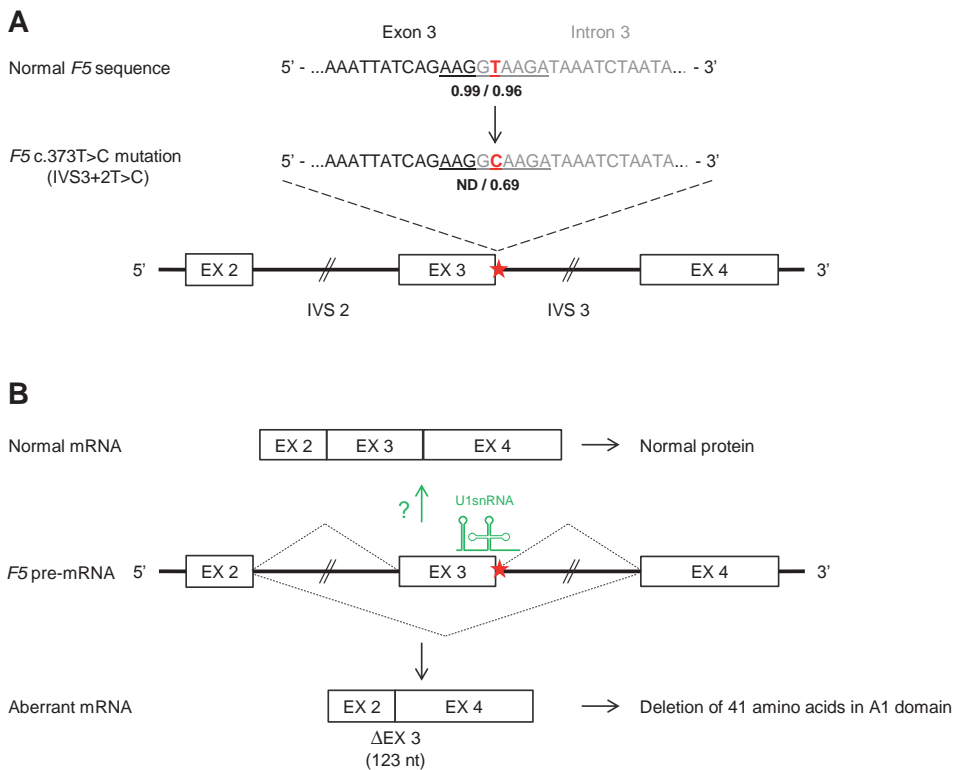 A
Exon 3 Intron 3
Normal F5 sequence 5’ - ...AAATTATCAGAAGGTAAGATAAATCTAATA... - 3’
0.99 / 0.96
F5 c.373T>C mutation 5’ - ...AAATTATCAGAAGGCAAGATAAATCTAATA... - 3’
(IVS3+2T>C)
ND / 0.69
5’ EX 2 EX 3 EX 4 3’
IVS 2 IVS 3
B
Normal mRNA EX 2 EX 3 EX 4 Normal protein
U1snRNA
?
F5 pre-mRNA 5’ EX 2 EX 3 EX 4 3’
Aberrant mRNA EX 2 EX 4 Deletion of 41 amino acids in A1 domain
ΔEX 3
(123 nt)